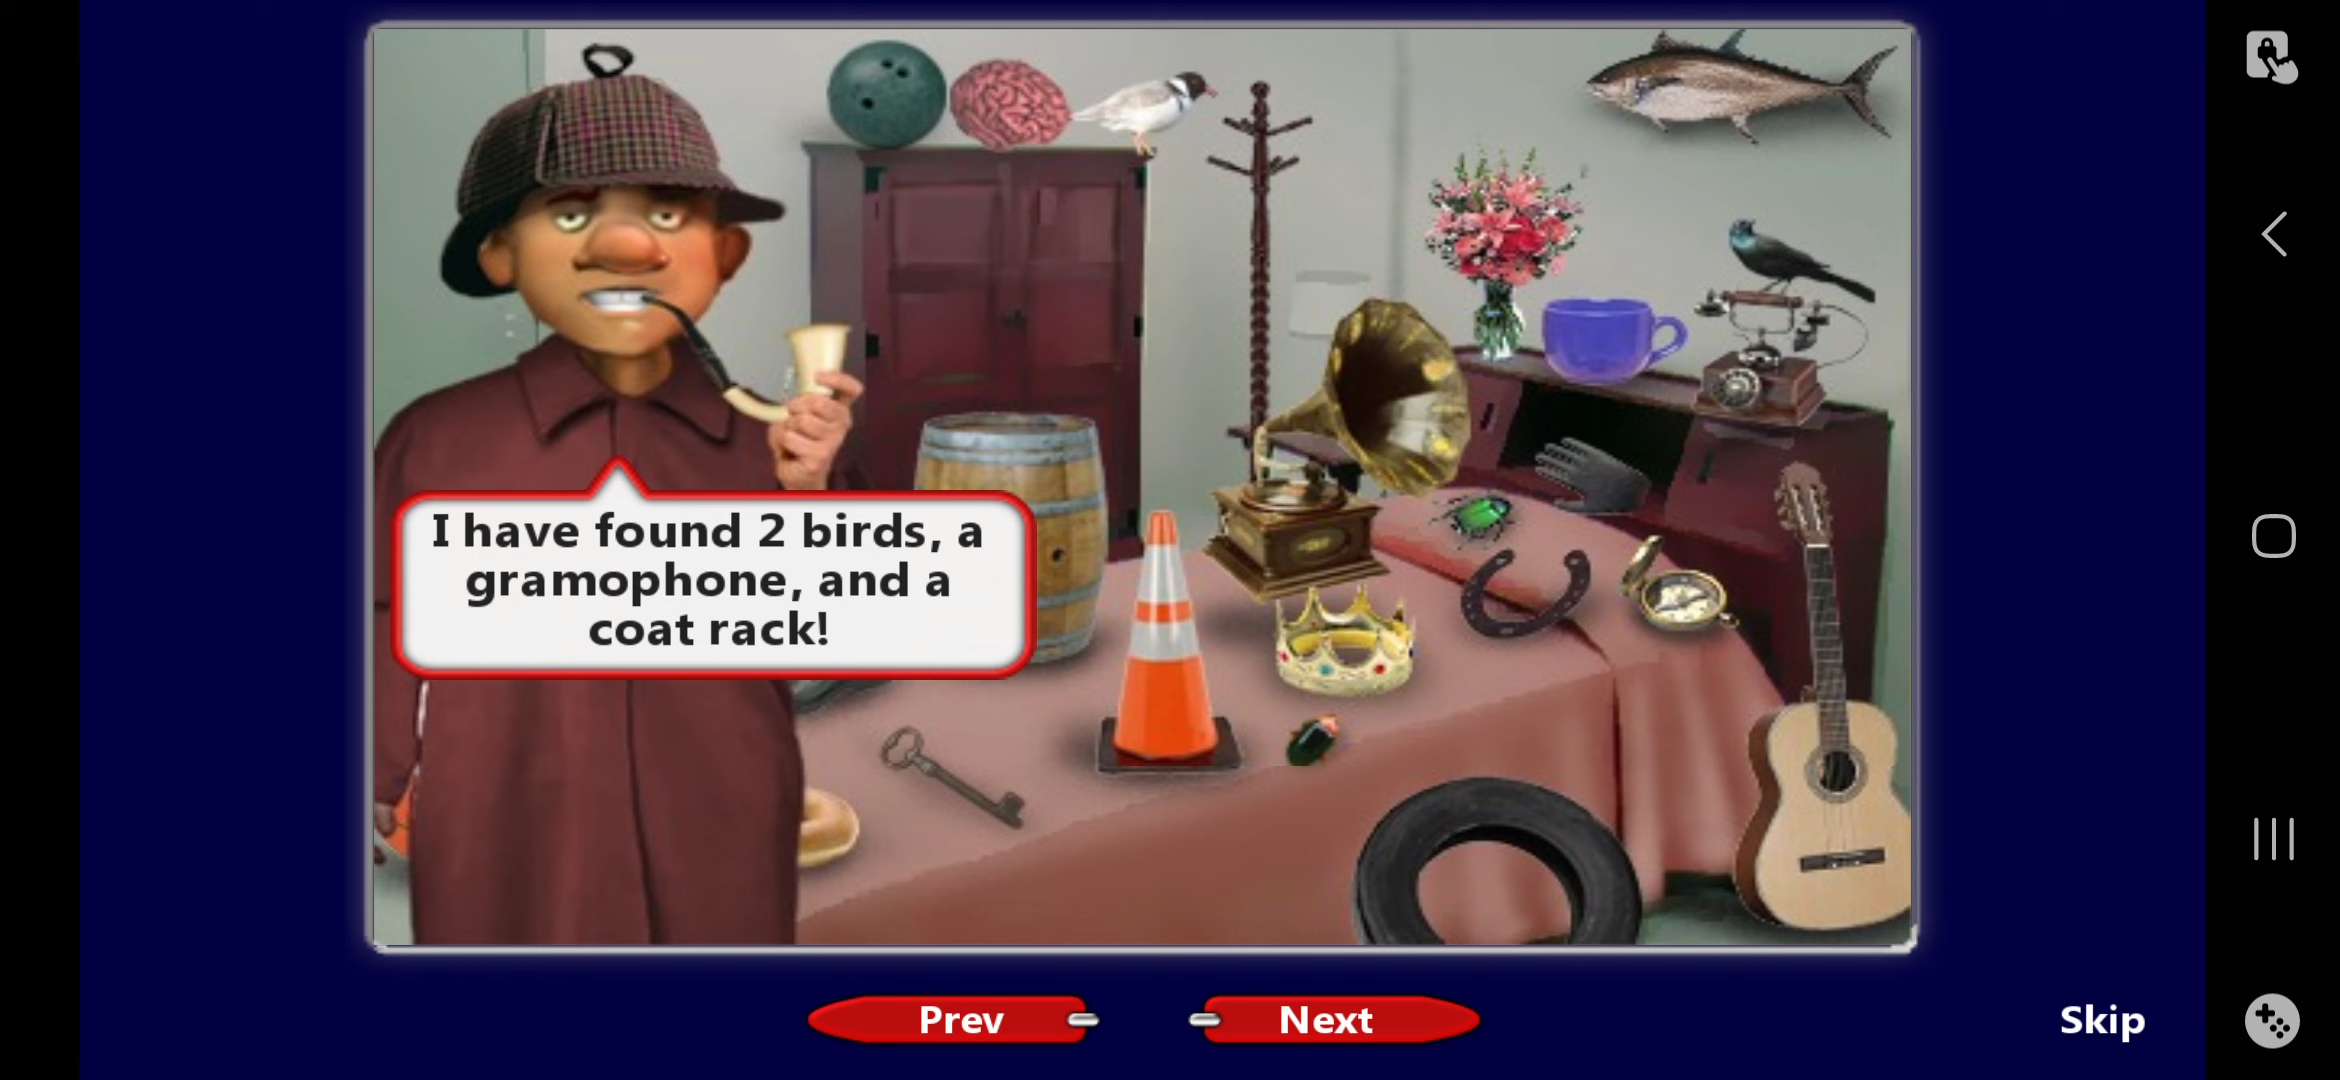 I have found 2 birds, a
gramophone, and a
coat rack!
Prev
Next
Skip